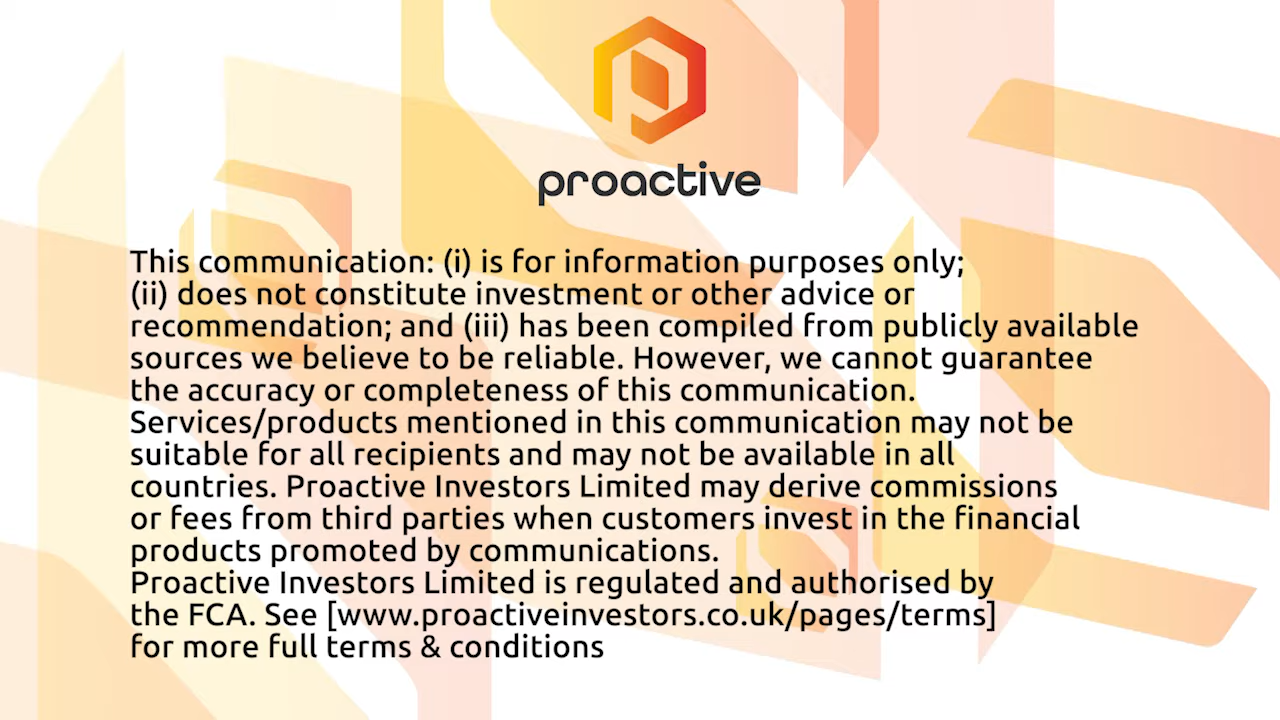 proactive
This communication: (i) is for information purposes only;
(ii) does not constitute investment or other advice or
recommendation; and (iii) has been compiled from publicly available
sources we believe to be reliable. However, we cannot guarantee
the accuracy or completeness of this communication.
Services/products mentioned in this communication may not be
suitable for all recipients and may not be available in all
countries. Proactive Investors Limited may derive commissions
or fees from third parties when customers invest in the financial
products promoted by communications.
Proactive Investors Limited is regulated and authorised by
the FCA. See [www.proactiveinvestors.co.uk/pages/terms]
for more full terms & conditions